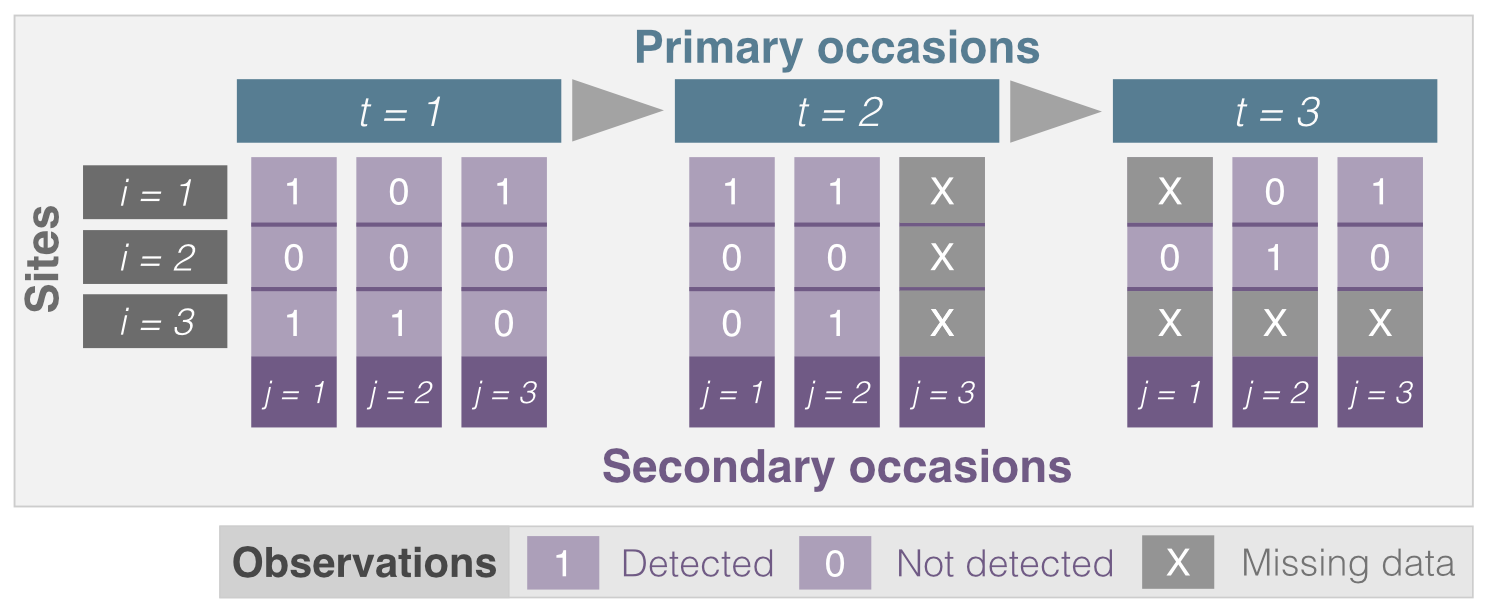 Primary occasions
t = 1 t = 2 t = 3
Sites
i = 1 1 0 1 1 1 X X 0 1
i = 2 0 0 0 0 0 X 0 1 0
i = 3 1 1 0 0 1 X X X X
j = 1 j = 2 j = 3 j = 1 j = 2 j = 3 j = 1 j = 2 j = 3
Secondary occasions
Observations 1 Detected 0 Not detected X Missing data